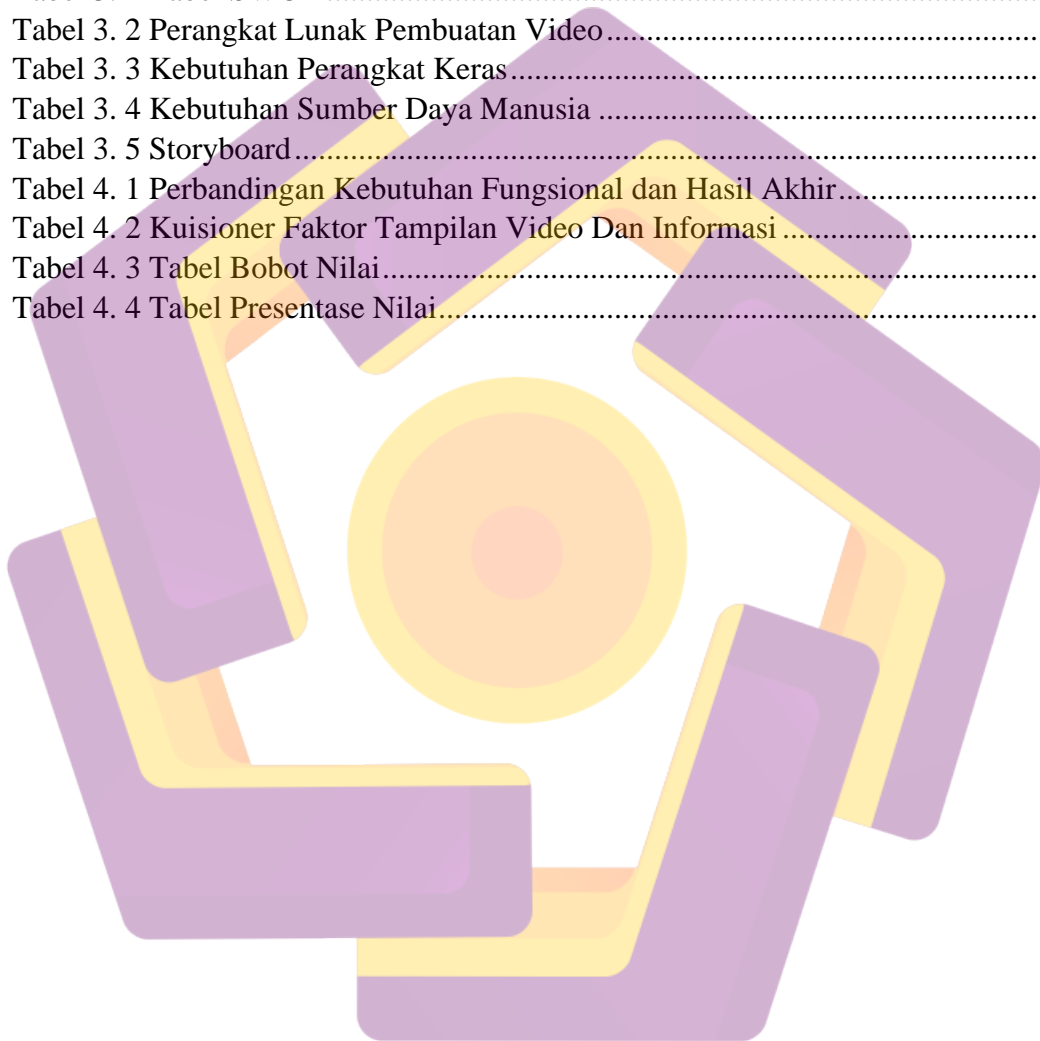 Tabel 3. 2 Perangkat Lunak Pembuatan Video
Tabel 3. 3 Kebutuhan Perangkat Keras
Tabel 3. 4 Kebutuhan Sumber Daya Manusia
Tabel 3. 5 Storyboard
Tabel 4. 1 Perbandingan Kebutuhan Fungsional dan Hasil Akhir
Tabel 4. 2 Kuisioner Faktor Tampilan Video Dan Informasi
Tabel 4. 3 Tabel Bobot Nilai
Tabel 4. 4 Tabel Presentase Nilai